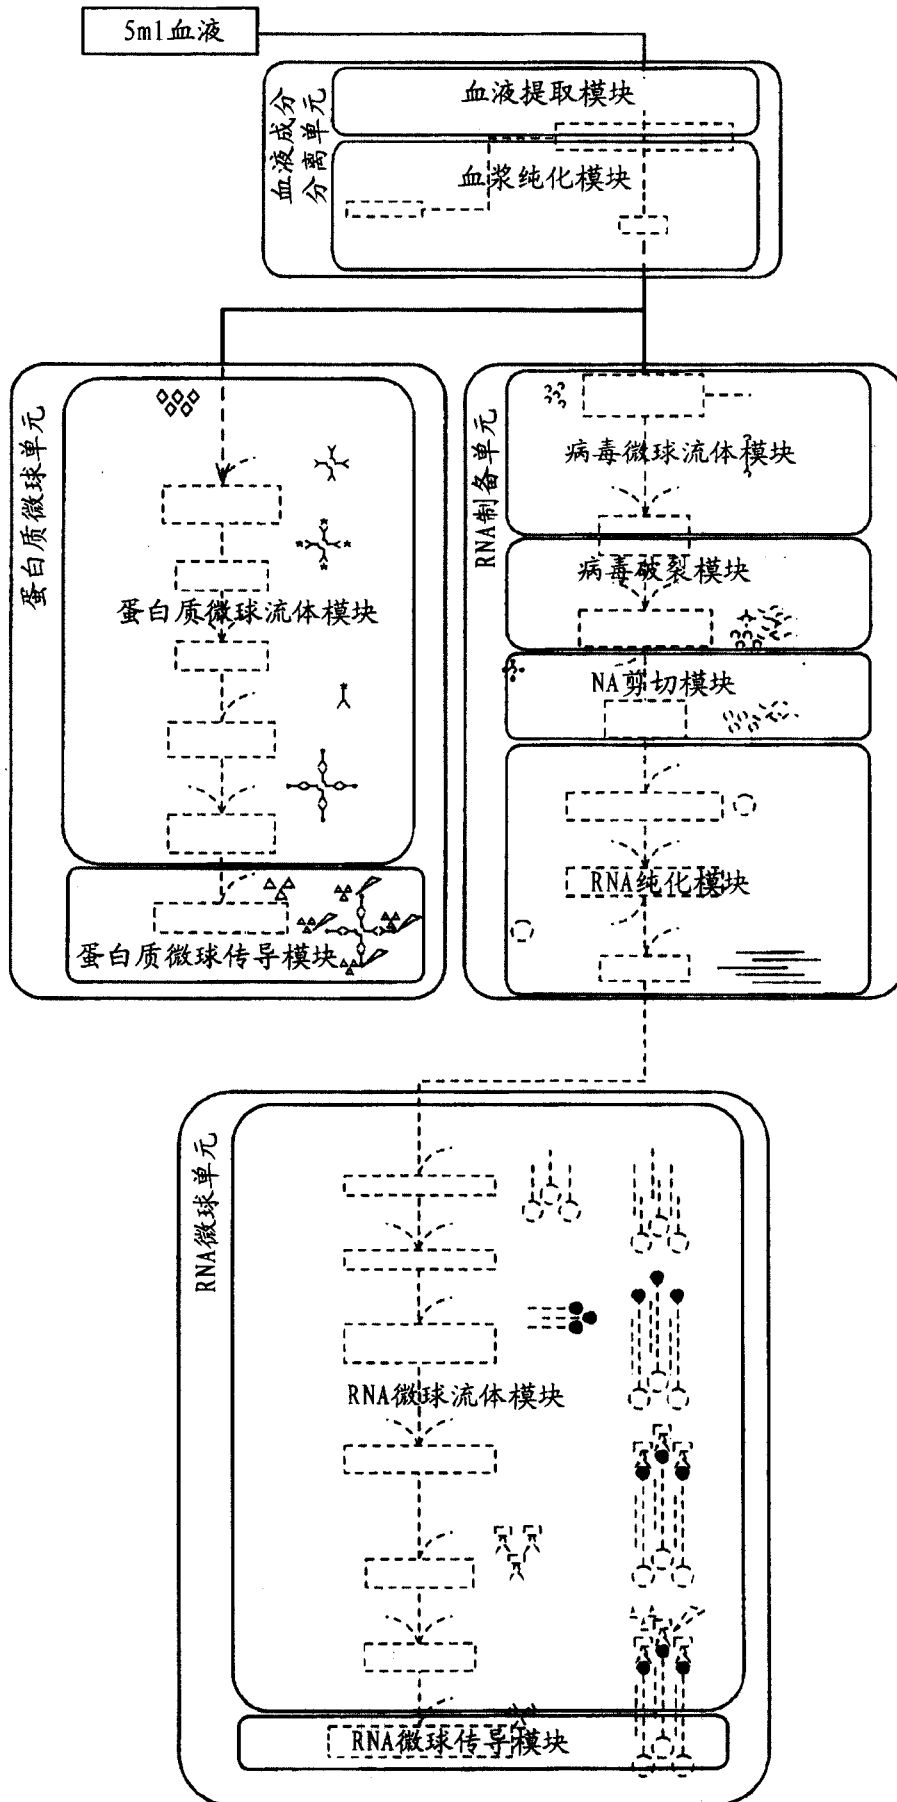 5ml血液
血液成分
分离单元
血液提取模块
血浆纯化模块
蛋白质微球单元
蛋白质微球流体模块
蛋白质微球传导模块
RNA制备单元
病毒微球流体模块
病毒破裂模块
NA剪切模块
RNA纯化模块
RNA微球单元
RNA微球流体模块
RNA微球传导模块